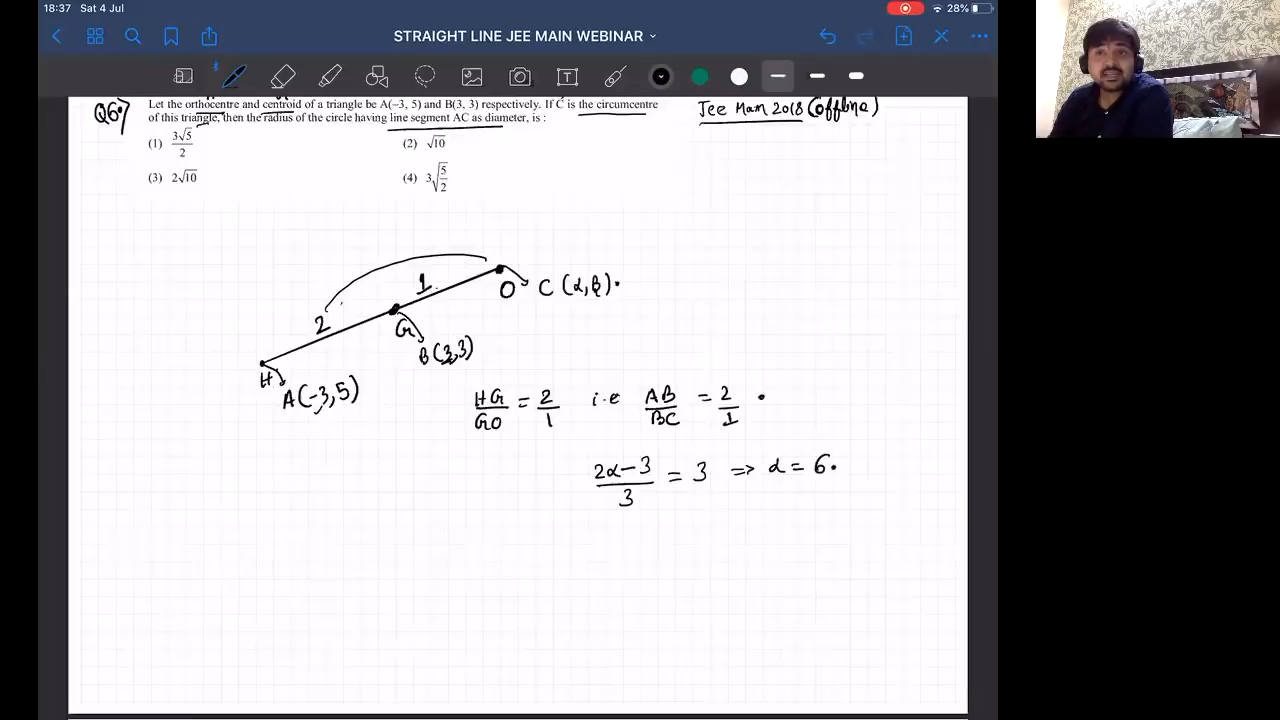 18:37 Sat 4 Jul
28%
STRAIGHT LINE JEE MAIN WEBINAR
Q6.
Let the orthocentre and centroid of a triangle be A(−3, 5) and B(3, 3) respectively. If C is the circumcentre
of this triangle, then the radius of the circle having line segment AC as diameter, is :
Jee Main 2018 (offline)
(1) 3√5/2
(2) √10
(3) 2√10
(4) 3√(5/2)
1
O C (α, β).
2
G
B(3,3)
H
A(-3,5)
HG/GO = 2/1 i.e AB/BC = 2/1 .
(2α-3)/3 = 3 => α = 6.